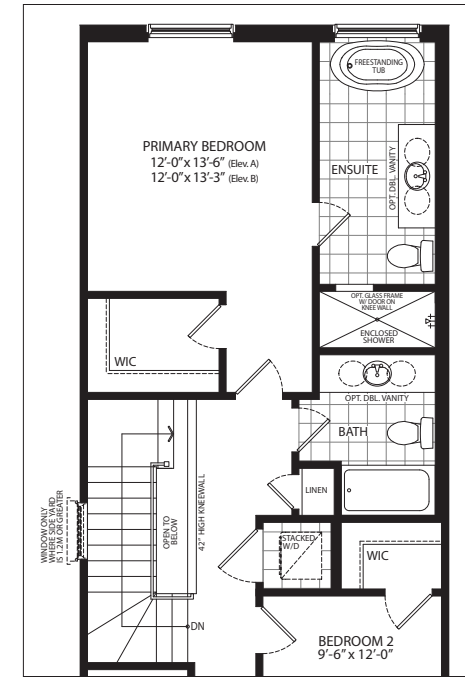 FREESTANDING
TUB
PRIMARY BEDROOM
12'-0" x 13'-6" (Elev. A)
12'-0" x 13'-3" (Elev. B)
ENSUITE
OPT. DBL. VANITY
OPT. GLASS FRAME
W/ DOOR ON
KNEE WALL
ENCLOSED
SHOWER
WIC
OPT. DBL. VANITY
BATH
LINEN
WINDOW ONLY
WHERE SIDE YARD
IS 1.2M OR GREATER
OPEN TO
BELOW
42" HIGH KNEEWALL
STACKED
W/D
WIC
DN
BEDROOM 2
9'-6" x 12'-0"